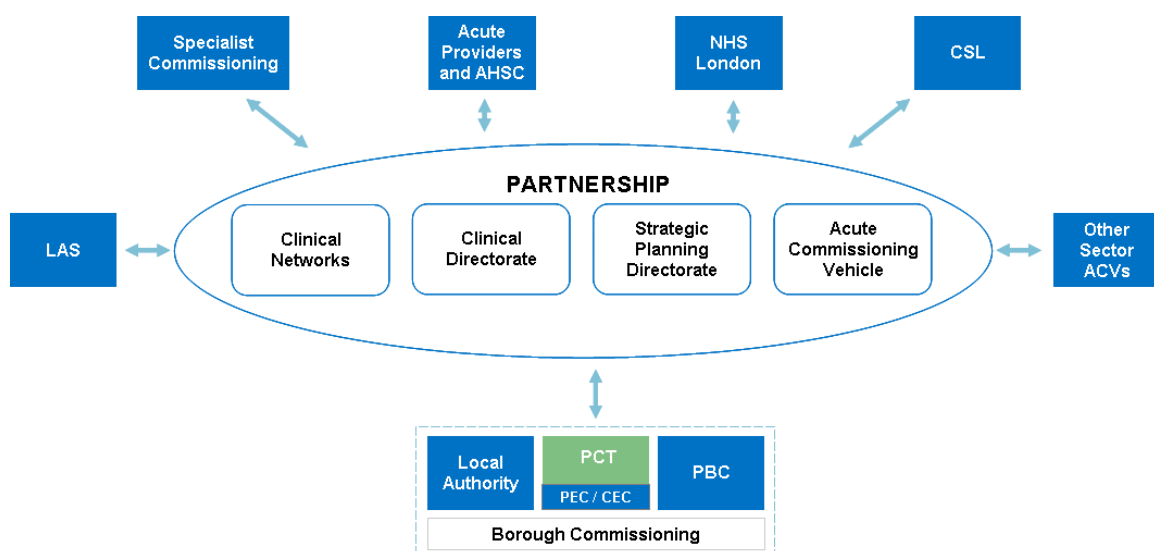 Specialist
Commissioning
Acute
Providers
and AHSC
NHS
London
CSL
PARTNERSHIP
LAS
Clinical
Networks
Clinical
Directorate
Strategic
Planning
Directorate
Acute
Commissioning
Vehicle
Other
Sector
ACVs
Local
Authority
PCT
PEC / CEC
PBC
Borough Commissioning